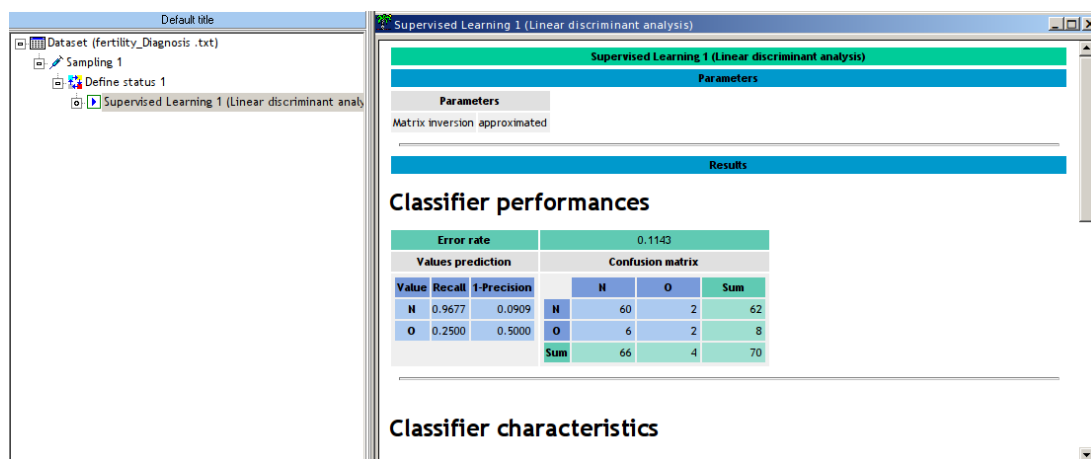 Default title
Dataset (fertility_Diagnosis .txt)
Sampling 1
Define status 1
Supervised Learning 1 (Linear discriminant analy
Supervised Learning 1 (Linear discriminant analysis)
Supervised Learning 1 (Linear discriminant analysis)
Parameters
Parameters
Matrix inversion approximated
Results
Classifier performances
Error rate 0.1143
Values prediction Confusion matrix
Value Recall 1-Precision N O Sum
N 0.9677 0.0909 N 60 2 62
O 0.2500 0.5000 O 6 2 8
Sum 66 4 70
Classifier characteristics